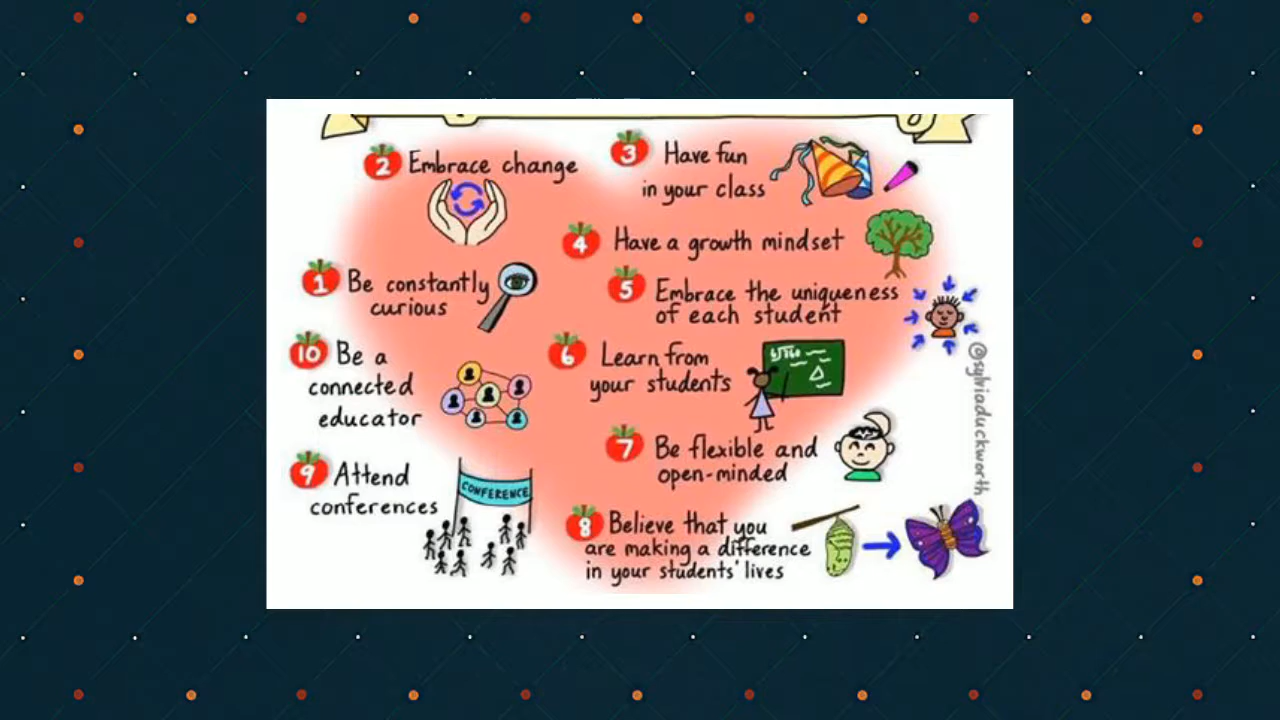 2 Embrace change
3 Have fun
in your class
4 Have a growth mindset
1 Be constantly
curious
5 Embrace the uniqueness
of each student
10 Be a
connected
educator
6 Learn from
your students
7 Be flexible and
open-minded
9 Attend
conferences
CONFERENCE
8 Believe that you
are making a difference
in your students' lives
@sylviaduckworth